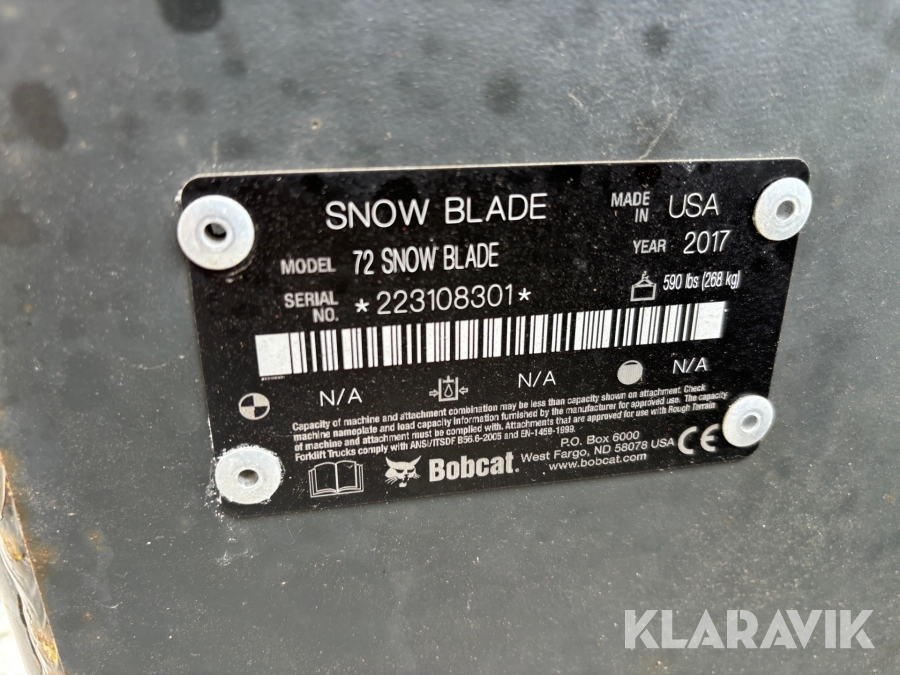 SNOW BLADE
MADE IN USA
MODEL 72 SNOW BLADE
YEAR 2017
SERIAL NO. *223108301*
590 lbs (268 kg)
N/A N/A N/A
Capacity of machine and attachment combination may be less than capacity shown on attachment. Check
machine nameplate and load capacity information furnished by the manufacturer for approved use. The capacity
of machine and attachment must be complied with. Attachments that are approved for use with Rough Terrain
Forklift Trucks comply with ANSI/ITSDF B56.6-2005 and EN-1459-1999.
Bobcat.
P.O. Box 6000
West Fargo, ND 58078 USA
www.bobcat.com
CE
KLARAVIK